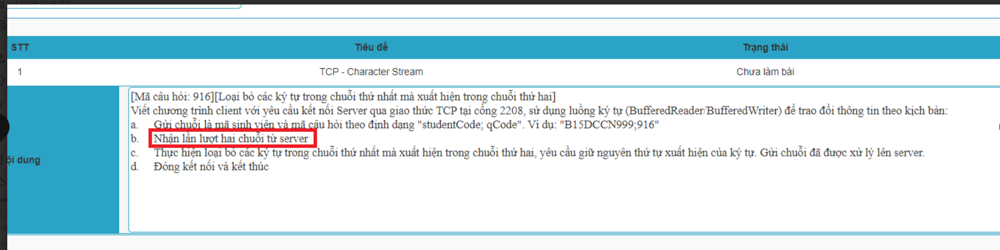 Drive của tôi
STT Tiêu đề Trạng thái
1 TCP - Character Stream Chưa làm bài
[Mã câu hỏi: 916][Loại bỏ các ký tự trong chuỗi thứ nhất mà xuất hiện trong chuỗi thứ hai]
Viết chương trình client với yêu cầu kết nối Server qua giao thức TCP tại cổng 2208, sử dụng luồng ký tự (BufferedReader/BufferedWriter) để trao đổi thông tin theo kịch bản:
a. Gửi chuỗi là mã sinh viên và mã câu hỏi theo định dạng "studentCode; qCode". Ví dụ: "B15DCCN999;916"
b. Nhận lần lượt hai chuỗi từ server
c. Thực hiện loại bỏ các ký tự trong chuỗi thứ nhất mà xuất hiện trong chuỗi thứ hai, yêu cầu giữ nguyên thứ tự xuất hiện của ký tự. Gửi chuỗi đã được xử lý lên server.
ội dung
d. Đóng kết nối và kết thúc